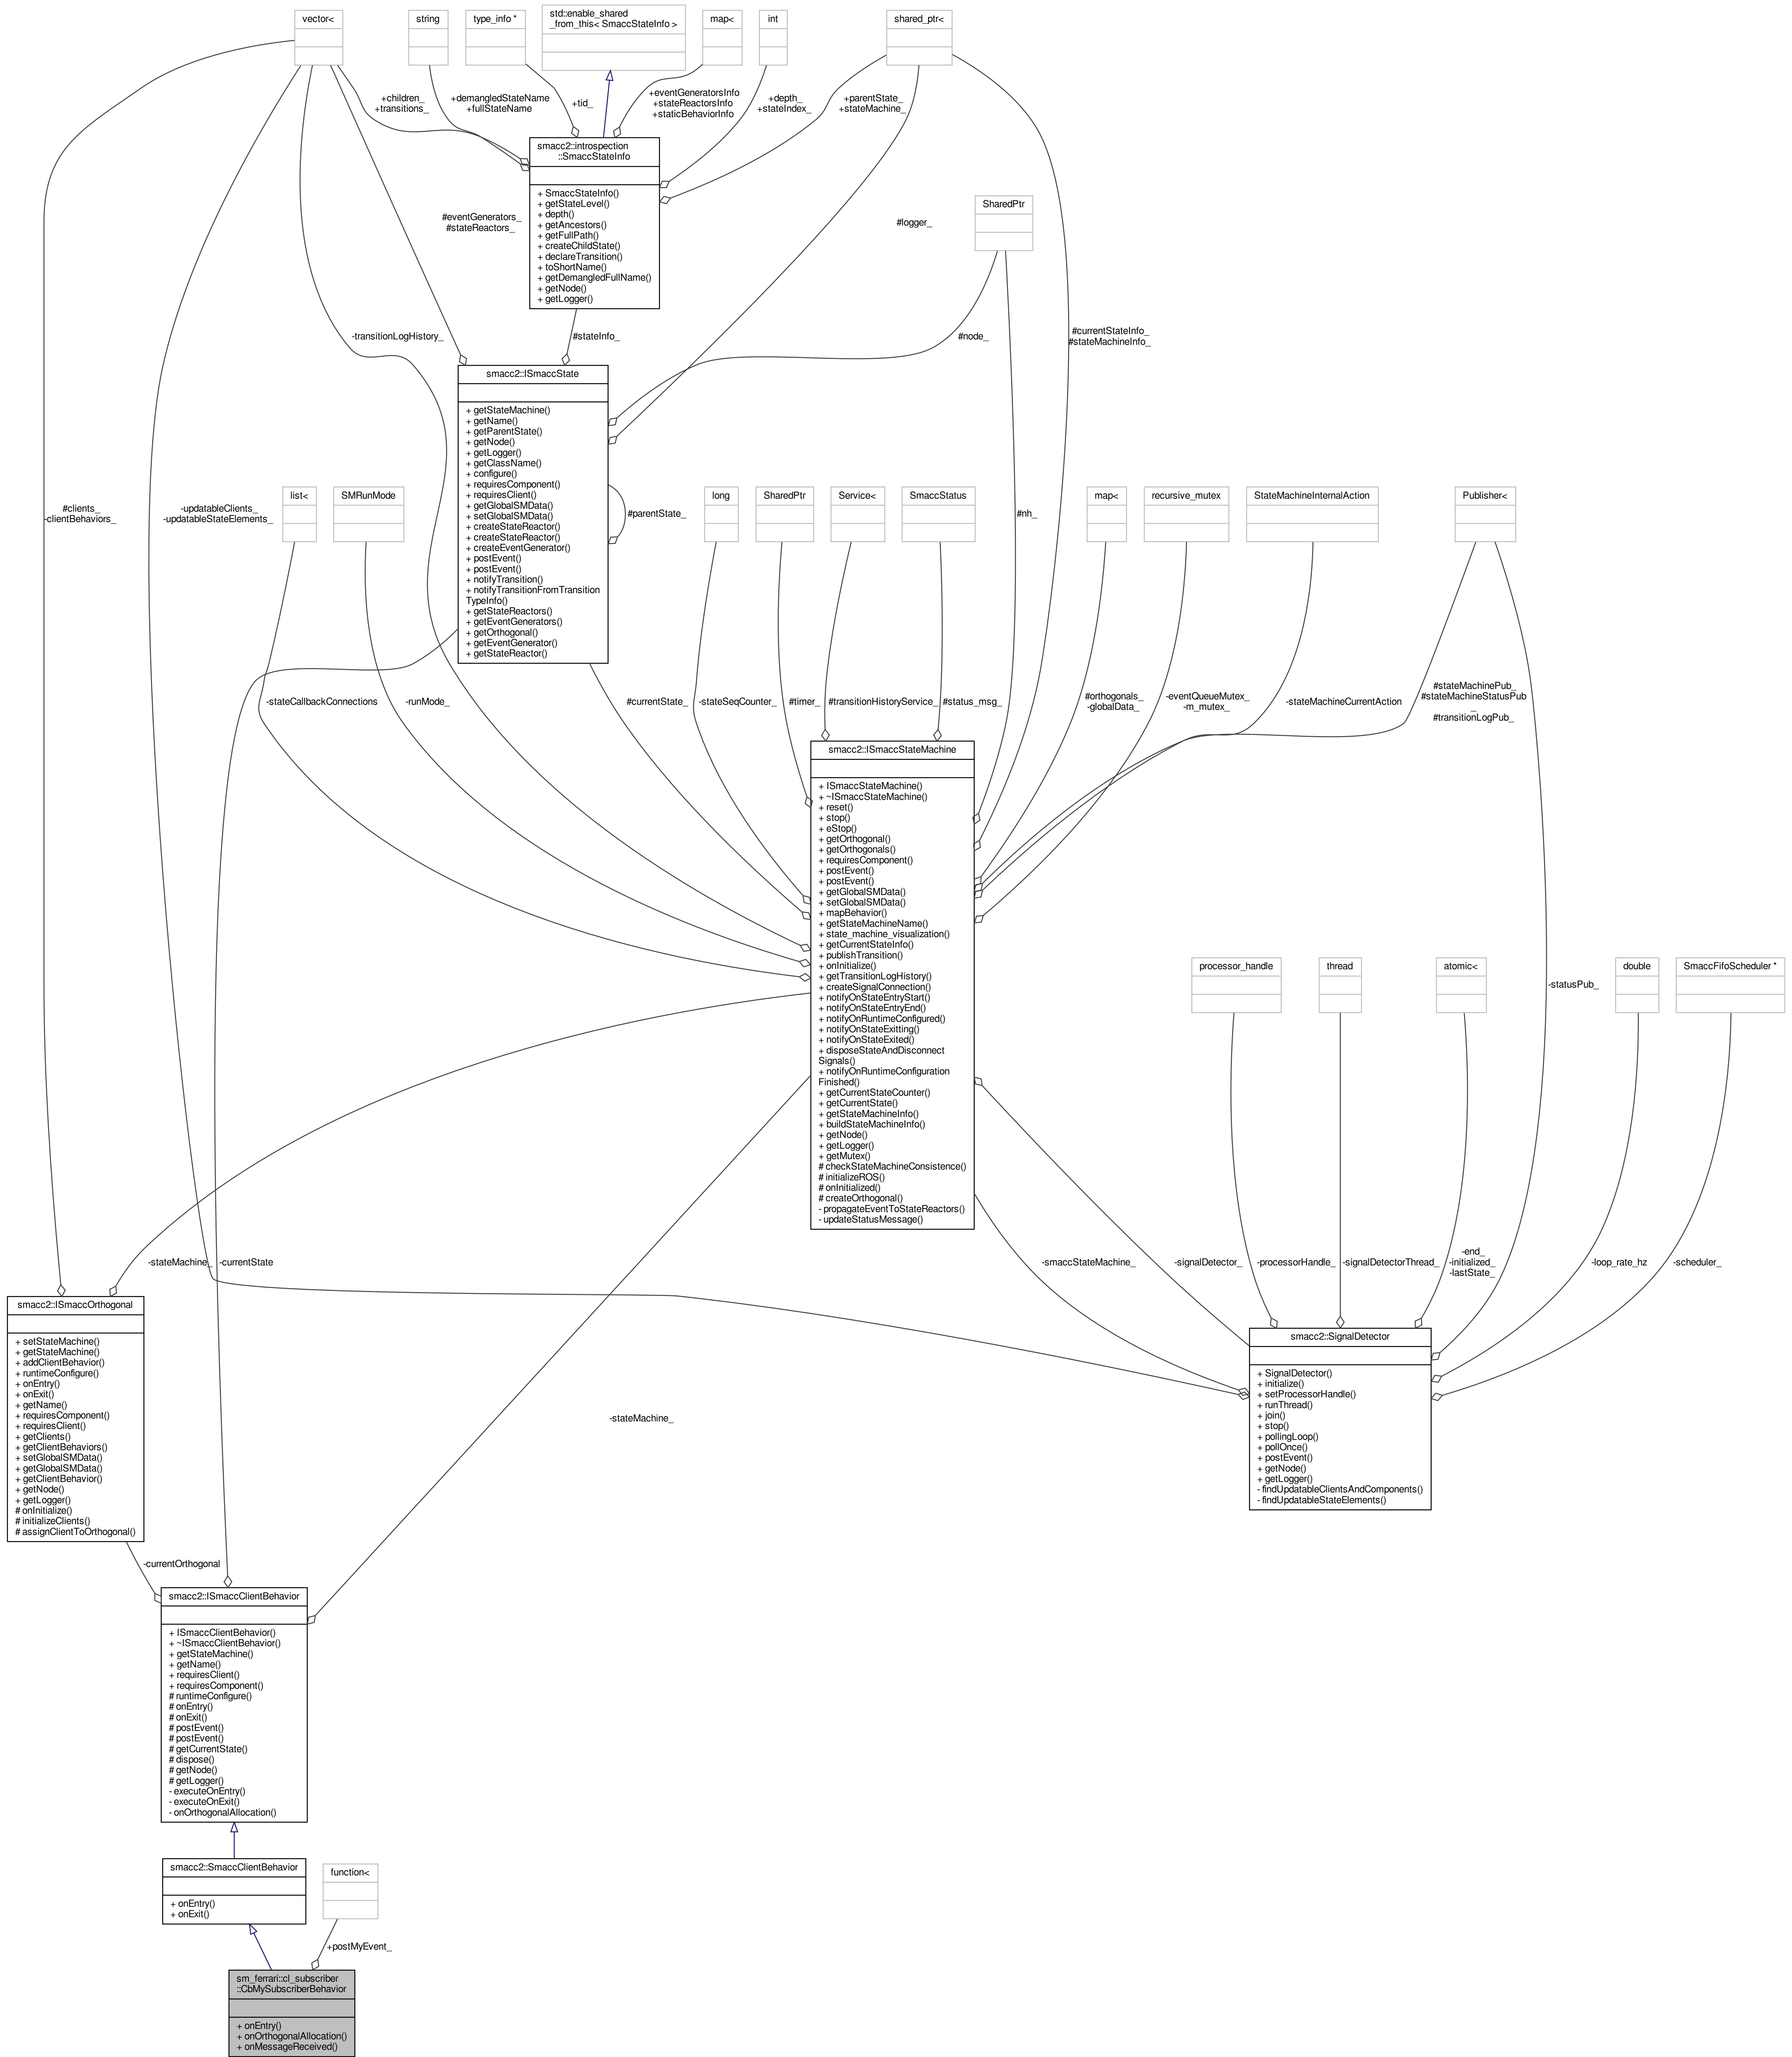 vector<
string
type_info *
std::enable_shared
_from_this< SmaccStateInfo >
map<
int
shared_ptr<
+children_
+transitions_
+demangledStateName
+fullStateName
+tid_
+eventGeneratorsInfo
+stateReactorsInfo
+staticBehaviorInfo
+depth_
+stateIndex_
+parentState_
+stateMachine_
smacc2::introspection
::SmaccStateInfo
+ SmaccStateInfo()
+ getStateLevel()
+ depth()
+ getAncestors()
+ getFullPath()
+ createChildState()
+ declareTransition()
+ toShortName()
+ getDemangledFullName()
+ getNode()
+ getLogger()
SharedPtr
#eventGenerators_
#stateReactors_
#logger_
-transitionLogHistory_
#stateInfo_
#node_
#currentStateInfo_
#stateMachineInfo_
smacc2::ISmaccState
+ getStateMachine()
+ getName()
+ getParentState()
+ getNode()
+ getLogger()
+ getClassName()
+ configure()
+ requiresComponent()
+ requiresClient()
+ getGlobalSMData()
+ setGlobalSMData()
+ createStateReactor()
+ createStateReactor()
+ createEventGenerator()
+ postEvent()
+ postEvent()
+ notifyTransition()
+ notifyTransitionFromTransition
TypeInfo()
+ getStateReactors()
+ getEventGenerators()
+ getOrthogonal()
+ getEventGenerator()
+ getStateReactor()
#parentState_
#clients_
-clientBehaviors_
-updatableClients_
-updatableStateElements_
list<
SMRunMode
long
SharedPtr
Service<
SmaccStatus
#nh_
map<
recursive_mutex
StateMachineInternalAction
Publisher<
-stateCallbackConnections
-runMode_
#currentState_
-stateSeqCounter_
#timer_
#transitionHistoryService_
#status_msg_
#orthogonals_
-globalData_
-eventQueueMutex_
-m_mutex_
-stateMachineCurrentAction
#stateMachinePub_
#stateMachineStatusPub
_
#transitionLogPub_
smacc2::ISmaccStateMachine
+ ISmaccStateMachine()
+ ~ISmaccStateMachine()
+ reset()
+ stop()
+ eStop()
+ getOrthogonal()
+ getOrthogonals()
+ requiresComponent()
+ postEvent()
+ postEvent()
+ getGlobalSMData()
+ setGlobalSMData()
+ mapBehavior()
+ getStateMachineName()
+ state_machine_visualization()
+ getCurrentStateInfo()
+ publishTransition()
+ onInitialize()
+ getTransitionLogHistory()
+ createSignalConnection()
+ notifyOnStateEntryStart()
+ notifyOnStateEntryEnd()
+ notifyOnRuntimeConfigured()
+ notifyOnStateExitting()
+ notifyOnStateExited()
+ disposeStateAndDisconnect
Signals()
+ notifyOnRuntimeConfiguration
Finished()
+ getCurrentStateCounter()
+ getCurrentState()
+ getStateMachineInfo()
+ buildStateMachineInfo()
+ getNode()
+ getLogger()
+ getMutex()
# checkStateMachineConsistence()
# initializeROS()
# onInitialized()
# createOrthogonal()
- propagateEventToStateReactors()
- updateStatusMessage()
processor_handle
thread
atomic<
-statusPub_
double
SmaccFifoScheduler *
-stateMachine_
-currentState
-smaccStateMachine_
-signalDetector_
-processorHandle_
-signalDetectorThread_
-end_
-initialized_
-lastState_
-loop_rate_hz
-scheduler_
smacc2::ISmaccOrthogonal
+ setStateMachine()
+ getStateMachine()
+ addClientBehavior()
+ runtimeConfigure()
+ onEntry()
+ onExit()
+ getName()
+ requiresComponent()
+ requiresClient()
+ getClients()
+ getClientBehaviors()
+ setGlobalSMData()
+ getGlobalSMData()
+ getClientBehavior()
+ getNode()
+ getLogger()
# onInitialize()
# initializeClients()
# assignClientToOrthogonal()
smacc2::SignalDetector
+ SignalDetector()
+ initialize()
+ setProcessorHandle()
+ runThread()
+ join()
+ stop()
+ pollingLoop()
+ pollOnce()
+ postEvent()
+ getNode()
+ getLogger()
- findUpdatableClientsAndComponents()
- findUpdatableStateElements()
-stateMachine_
-currentOrthogonal
smacc2::ISmaccClientBehavior
+ ISmaccClientBehavior()
+ ~ISmaccClientBehavior()
+ getStateMachine()
+ getName()
+ requiresClient()
+ requiresComponent()
# runtimeConfigure()
# onEntry()
# onExit()
# postEvent()
# postEvent()
# getCurrentState()
# dispose()
# getNode()
# getLogger()
- executeOnEntry()
- executeOnExit()
- onOrthogonalAllocation()
smacc2::SmaccClientBehavior
+ onEntry()
+ onExit()
function<
+postMyEvent_
sm_ferrari::cl_subscriber
::CbMySubscriberBehavior
+ onEntry()
+ onOrthogonalAllocation()
+ onMessageReceived()